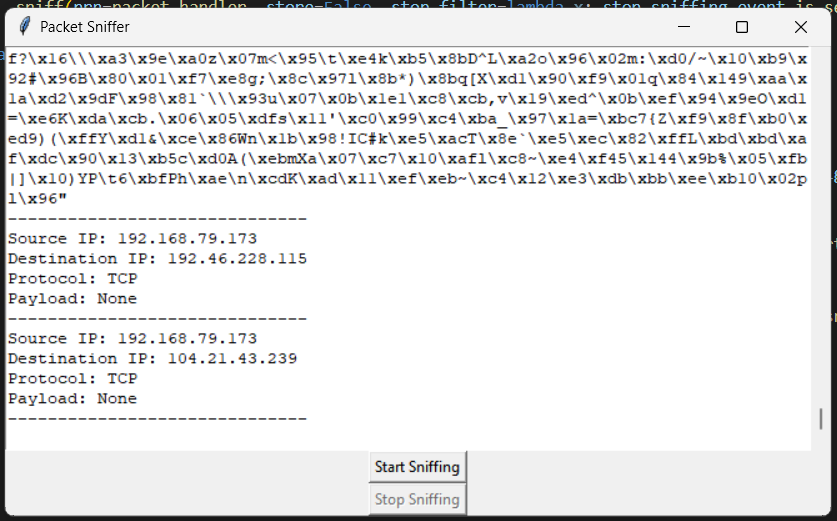 sniff(prn=packet_handler, store=False, stop_filter=lambda x: stop_sniffing_event.is_se
Packet Sniffer
f?\x16\\\xa3\x9e\xa0z\x07m<\x95\t\xe4k\xb5\x8bD^L\xa2o\x96\x02m:\xd0/~\x10\xb9\x
92#\x96B\x80\x01\xf7\xe8g;\x8c\x97l\x8b*)\x8bq[X\xd1\x90\xf9\x01q\x84\x149\xaa\x
1a\xd2\x9dF\x98\x81`\\\x93u\x07\x0b\x1e1\xc8\xcb,v\x19\xed^\x0b\xef\x94\x9eO\xd1
=\xe6K\xda\xcb.\x06\x05\xdfs\x11'\xc0\x99\xc4\xba_\x97\x1a=\xbc7{Z\xf9\x8f\xb0\x
ed9)(\xffY\xd1&\xce\x86Wn\x1b\x98!IC#k\xe5\xacT\x8e`\xe5\xec\x82\xffL\xbd\xbd\xa
f\xdc\x90\x13\xb5c\xd0A(\xebmXa\x07\xc7\x10\xaf1\xc8~\xe4\xf45\x144\x9b%\x05\xfb
|]\x10)YP\t6\xbfPh\xae\n\xcdK\xad\x11\xef\xeb~\xc4\x12\xe3\xdb\xbb\xee\xb10\x02p
l\x96"
------------------------------
Source IP: 192.168.79.173
Destination IP: 192.46.228.115
Protocol: TCP
Payload: None
------------------------------
Source IP: 192.168.79.173
Destination IP: 104.21.43.239
Protocol: TCP
Payload: None
------------------------------
Start Sniffing
Stop Sniffing